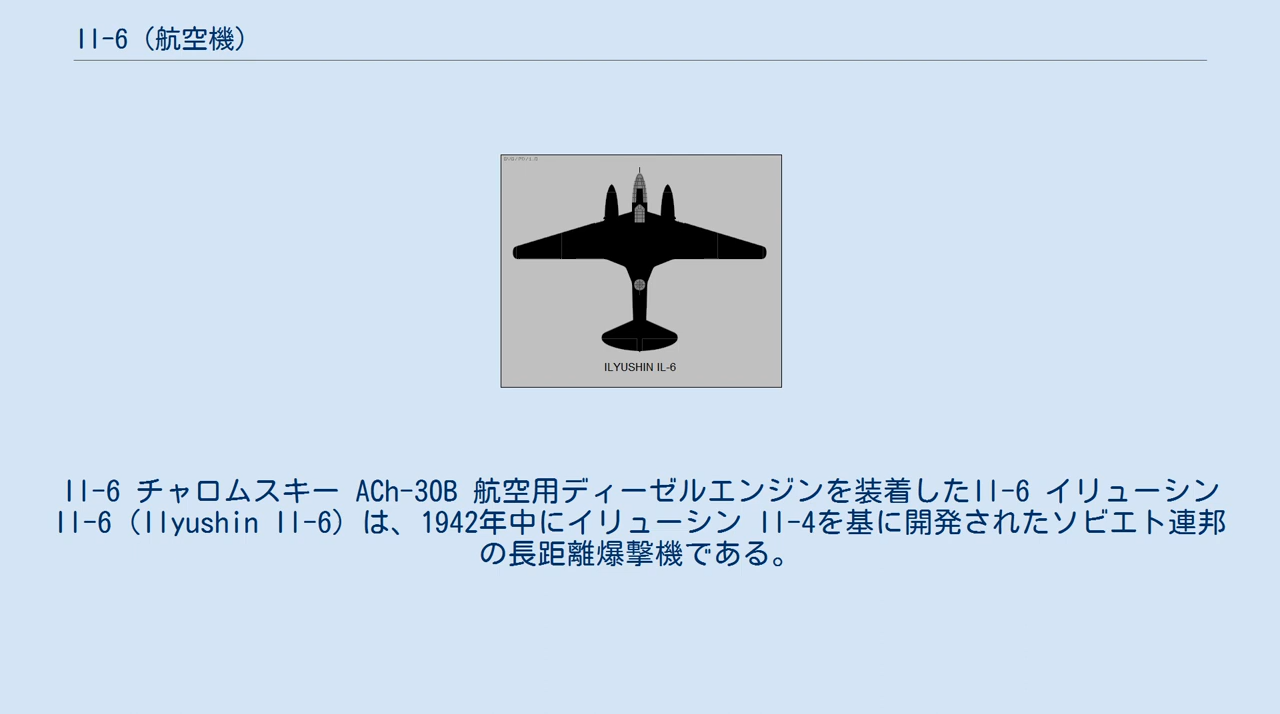 Il-6（航空機）
ILYUSHIN IL-6
Il-6 チャロムスキー ACh-30B 航空用ディーゼルエンジンを装着したIl-6 イリューシン
Il-6（Ilyushin Il-6）は、1942年中にイリューシン Il-4を基に開発されたソビエト連邦
の長距離爆撃機である。